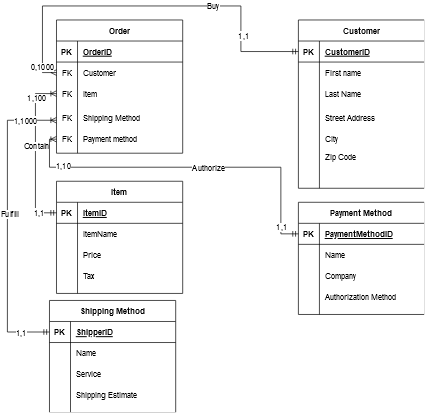 Buy
Order
PK OrderID
FK Customer
FK Item
FK Shipping Method
FK Payment method
Customer
PK CustomerID
First name
Last Name
Street Address
City
Zip Code
1,1
0,1000
1,100
1,1000
Contain
1,10
Authorize
Fulfill
1,1
Item
PK ItemID
ItemName
Price
Tax
1,1
Payment Method
PK PaymentMethodID
Name
Company
Authorization Method
Shipping Method
1,1
PK ShipperID
Name
Service
Shipping Estimate